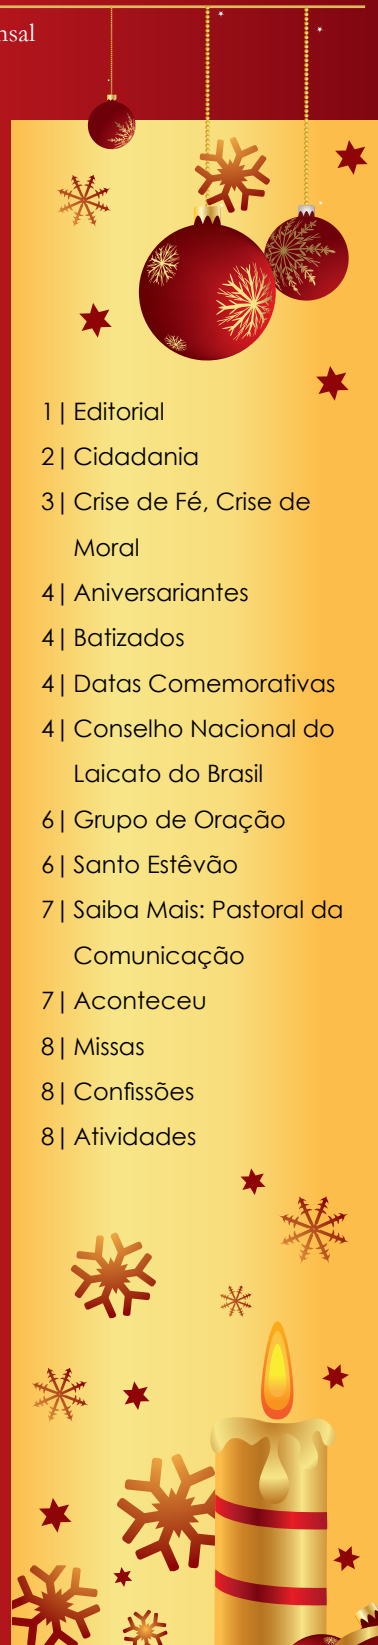 nsal
1| Editorial
2| Cidadania
3| Crise de Fé, Crise de
Moral
4| Aniversariantes
4| Batizados
4| Datas Comemorativas
4| Conselho Nacional do
Laicato do Brasil
6| Grupo de Oração
6| Santo Estêvão
7| Saiba Mais: Pastoral da
Comunicação
7| Aconteceu
8| Missas
8| Confissões
8| Atividades